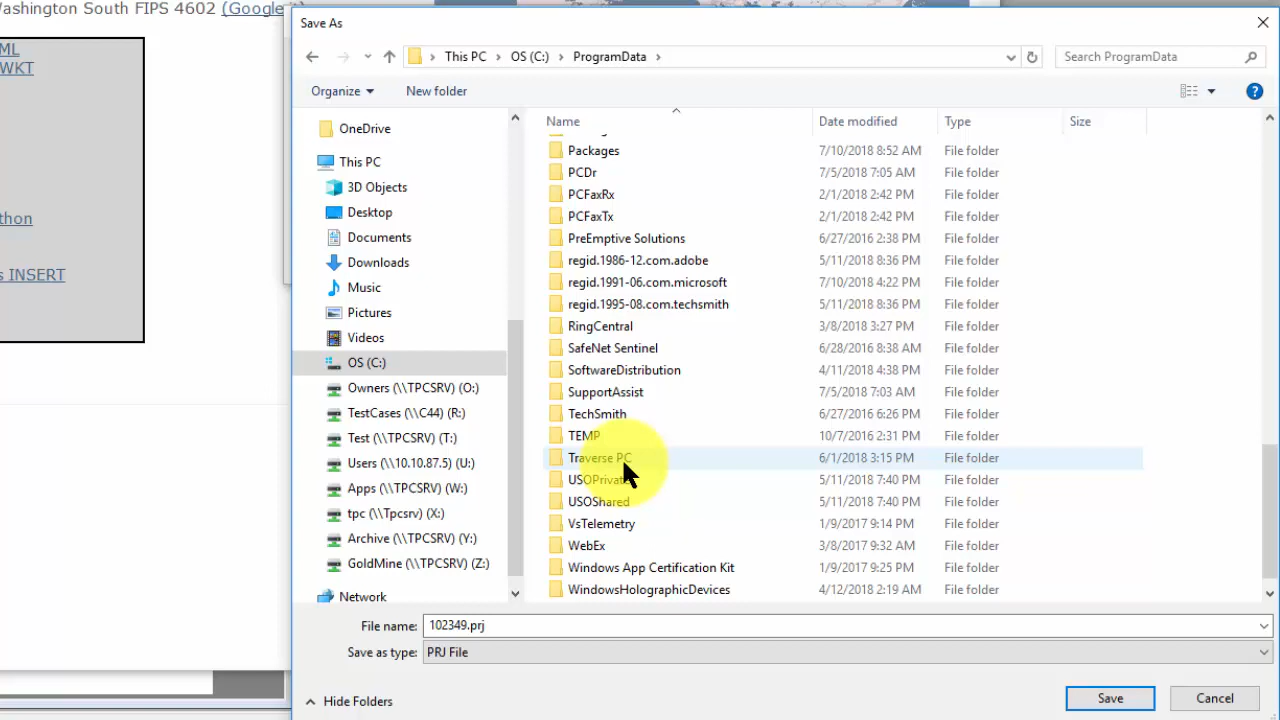 ashington South FIPS 4602 (Google
ML
WKT
thon
s INSERT
Save As
This PC
OS (C:)
ProgramData
Search ProgramData
Organize
New folder
OneDrive
This PC
3D Objects
Desktop
Documents
Downloads
Music
Pictures
Videos
OS (C:)
Owners (\\TPCSRV) (O:)
TestCases (\\C44) (R:)
Test (\\TPCSRV) (T:)
Users (\\10.10.87.5) (U:)
Apps (\\TPCSRV) (W:)
tpc (\\Tpcsrv) (X:)
Archive (\\TPCSRV) (Y:)
GoldMine (\\TPCSRV) (Z:)
Network
Name Date modified Type Size
Packages 7/10/2018 8:52 AM File folder
PCDr 7/5/2018 7:05 AM File folder
PCFaxRx 2/1/2018 2:42 PM File folder
PCFaxTx 2/1/2018 2:42 PM File folder
PreEmptive Solutions 6/27/2016 2:38 PM File folder
regid.1986-12.com.adobe 5/11/2018 8:36 PM File folder
regid.1991-06.com.microsoft 7/10/2018 4:22 PM File folder
regid.1995-08.com.techsmith 5/11/2018 8:36 PM File folder
RingCentral 3/8/2018 3:27 PM File folder
SafeNet Sentinel 6/28/2016 8:38 AM File folder
SoftwareDistribution 4/11/2018 4:38 PM File folder
SupportAssist 7/5/2018 7:03 AM File folder
TechSmith 6/27/2016 6:26 PM File folder
TEMP 10/7/2016 2:31 PM File folder
Traverse PC 6/1/2018 3:15 PM File folder
USOPrivate 5/11/2018 7:40 PM File folder
USOShared 5/11/2018 7:40 PM File folder
VsTelemetry 1/9/2017 9:14 PM File folder
WebEx 3/8/2017 9:32 AM File folder
Windows App Certification Kit 1/9/2017 9:25 PM File folder
WindowsHolographicDevices 4/12/2018 2:19 AM File folder
File name: 102349.prj
Save as type: PRJ File
Hide Folders
Save
Cancel